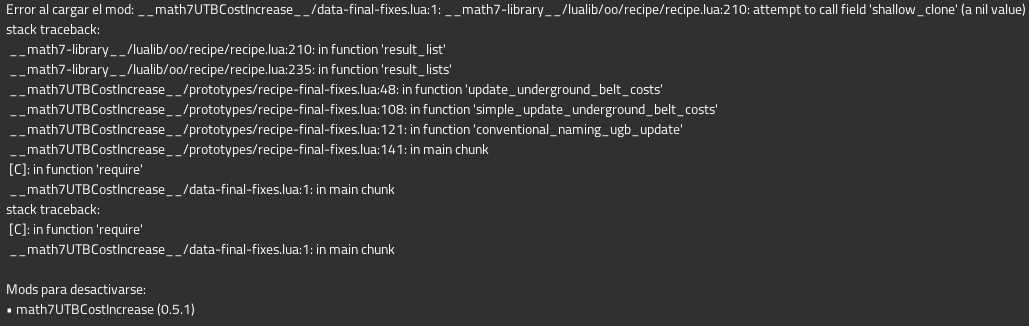 Error al cargar el mod: __math7UTBCostIncrease__/data-final-fixes.lua:1: __math7-library__/lualib/oo/recipe/recipe.lua:210: attempt to call field 'shallow_clone' (a nil value)
stack traceback:
__math7-library__/lualib/oo/recipe/recipe.lua:210: in function 'result_list'
__math7-library__/lualib/oo/recipe/recipe.lua:235: in function 'result_lists'
__math7UTBCostIncrease__/prototypes/recipe-final-fixes.lua:48: in function 'update_underground_belt_costs'
__math7UTBCostIncrease__/prototypes/recipe-final-fixes.lua:108: in function 'simple_update_underground_belt_costs'
__math7UTBCostIncrease__/prototypes/recipe-final-fixes.lua:121: in function 'conventional_naming_ugb_update'
__math7UTBCostIncrease__/prototypes/recipe-final-fixes.lua:141: in main chunk
[C]: in function 'require'
__math7UTBCostIncrease__/data-final-fixes.lua:1: in main chunk
stack traceback:
[C]: in function 'require'
__math7UTBCostIncrease__/data-final-fixes.lua:1: in main chunk
Mods para desactivarse:
▪ math7UTBCostIncrease (0.5.1)